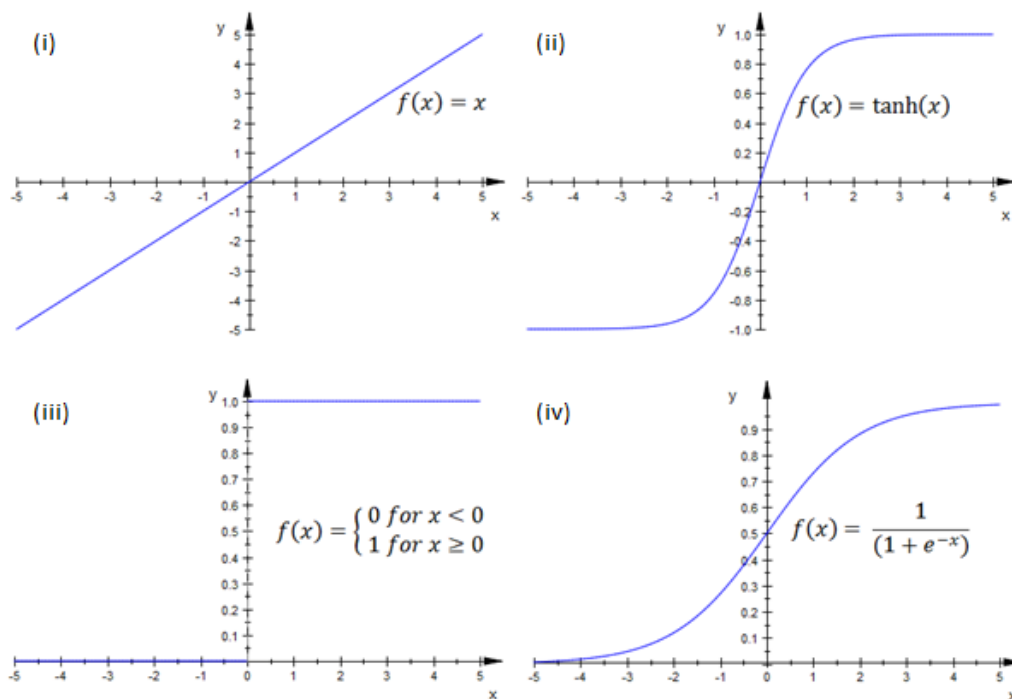 (i)
y
5
4
3
2
1
f(x) = x
-5 -4 -3 -2 -1 0 1 2 3 4 5
x
-1
-2
-3
-4
-5
(ii)
y
1.0
0.8
0.6
0.4
0.2
f(x) = tanh(x)
-5 -4 -3 -2 -1 0 1 2 3 4 5
x
-0.2
-0.4
-0.6
-0.8
-1.0
(iii)
y
1.0
0.9
0.8
0.7
0.6
0.5
0.4
0.3
0.2
0.1
f(x) = { 0 for x < 0
1 for x ≥ 0
-5 -4 -3 -2 -1 0 1 2 3 4 5
x
(iv)
y
0.9
0.8
0.7
0.6
0.5
0.4
0.3
0.2
0.1
f(x) = 1 / (1 + e^{-x})
-5 -4 -3 -2 -1 0 1 2 3 4 5
x